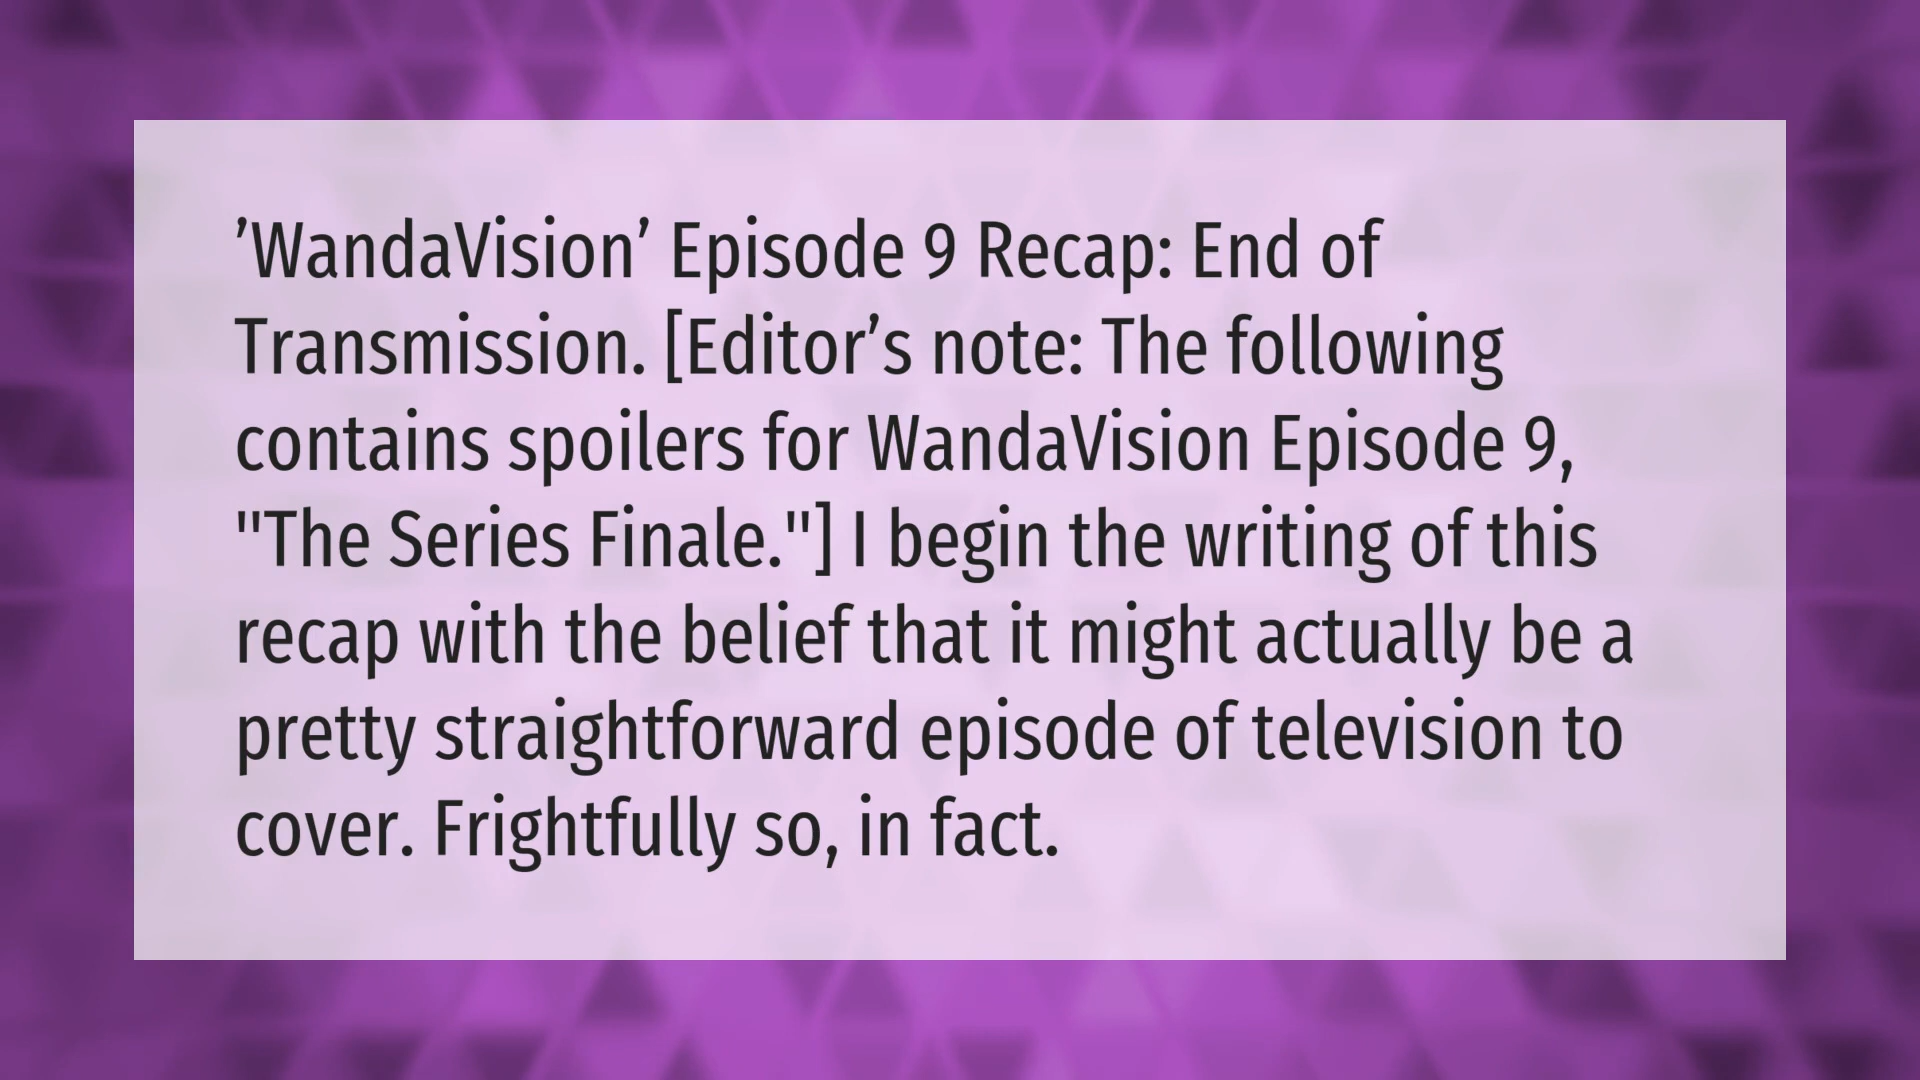 ’WandaVision’ Episode 9 Recap: End of
Transmission. [Editor’s note: The following
contains spoilers for WandaVision Episode 9,
"The Series Finale."] I begin the writing of this
recap with the belief that it might actually be a
pretty straightforward episode of television to
cover. Frightfully so, in fact.